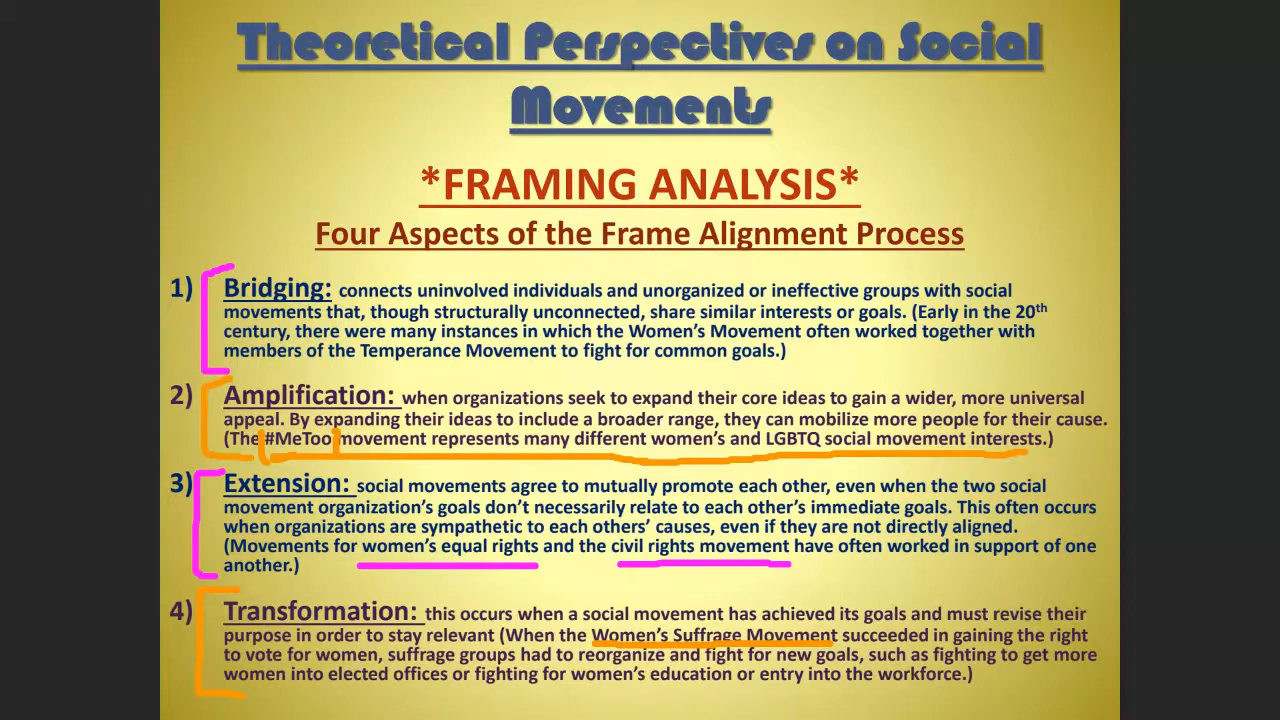 Theoretical Perspectives on Social
Movements
*FRAMING ANALYSIS*
Four Aspects of the Frame Alignment Process
1) Bridging: connects uninvolved individuals and unorganized or ineffective groups with social
movements that, though structurally unconnected, share similar interests or goals. (Early in the 20th
century, there were many instances in which the Women's Movement often worked together with
members of the Temperance Movement to fight for common goals.)
2) Amplification: when organizations seek to expand their core ideas to gain a wider, more universal
appeal. By expanding their ideas to include a broader range, they can mobilize more people for their cause.
(The #MeToo movement represents many different women's and LGBTQ social movement interests.)
3) Extension: social movements agree to mutually promote each other, even when the two social
movement organization's goals don't necessarily relate to each other's immediate goals. This often occurs
when organizations are sympathetic to each others' causes, even if they are not directly aligned.
(Movements for women's equal rights and the civil rights movement have often worked in support of one
another.)
4) Transformation: this occurs when a social movement has achieved its goals and must revise their
purpose in order to stay relevant (When the Women's Suffrage Movement succeeded in gaining the right
to vote for women, suffrage groups had to reorganize and fight for new goals, such as fighting to get more
women into elected offices or fighting for women's education or entry into the workforce.)